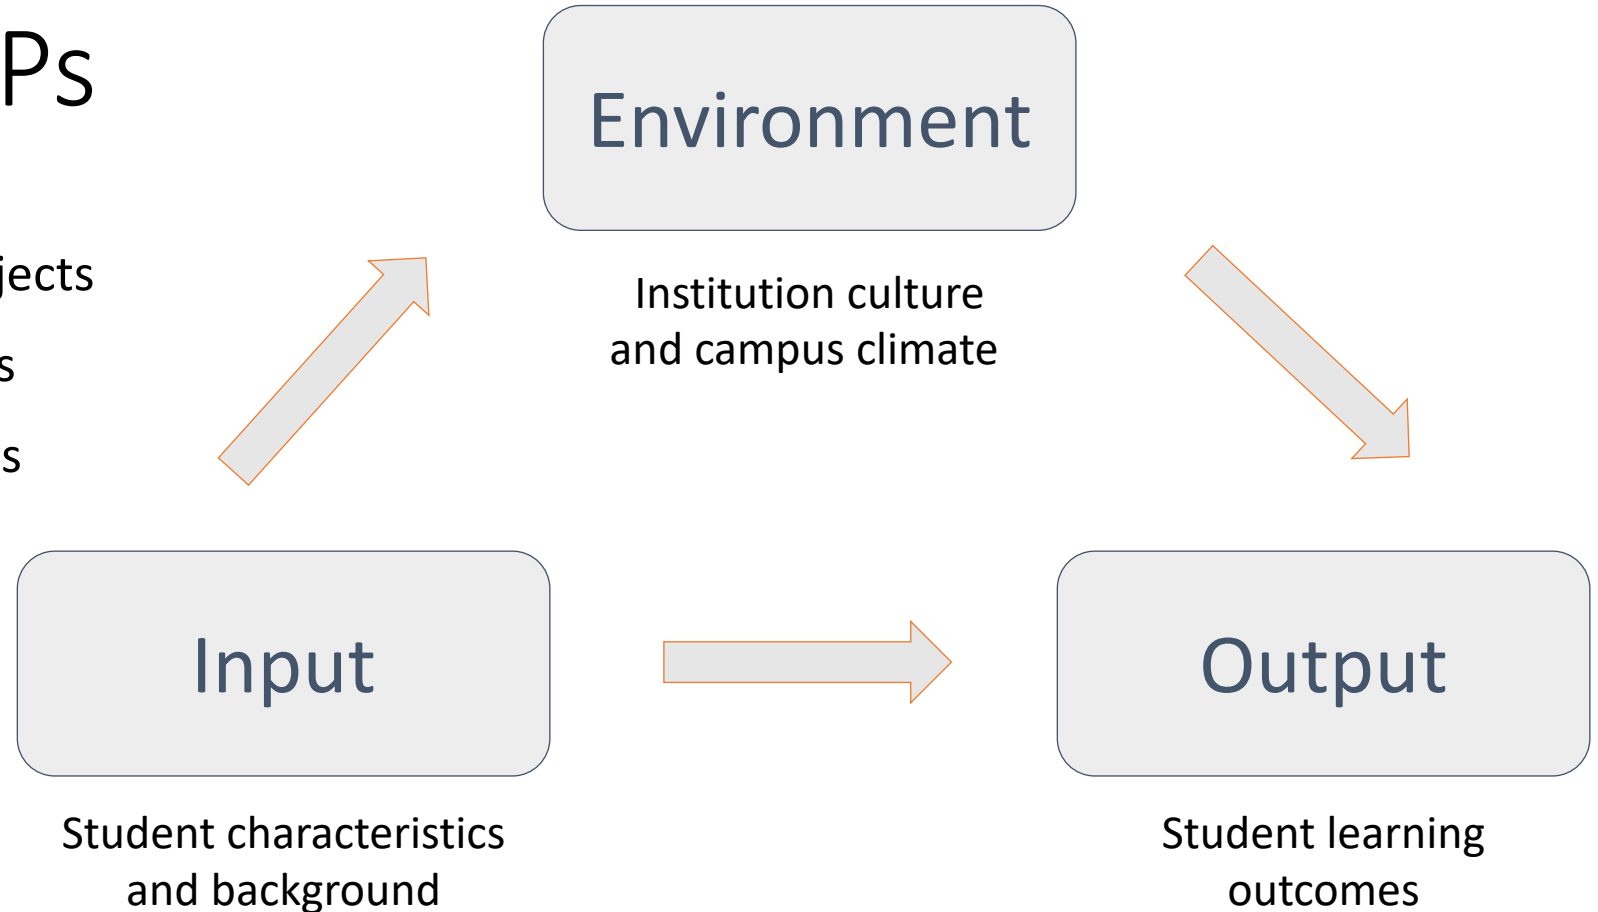 Ps
jects
s
s
Environment
Institution culture
and campus climate
Input
Student characteristics
and background
Output
Student learning
outcomes